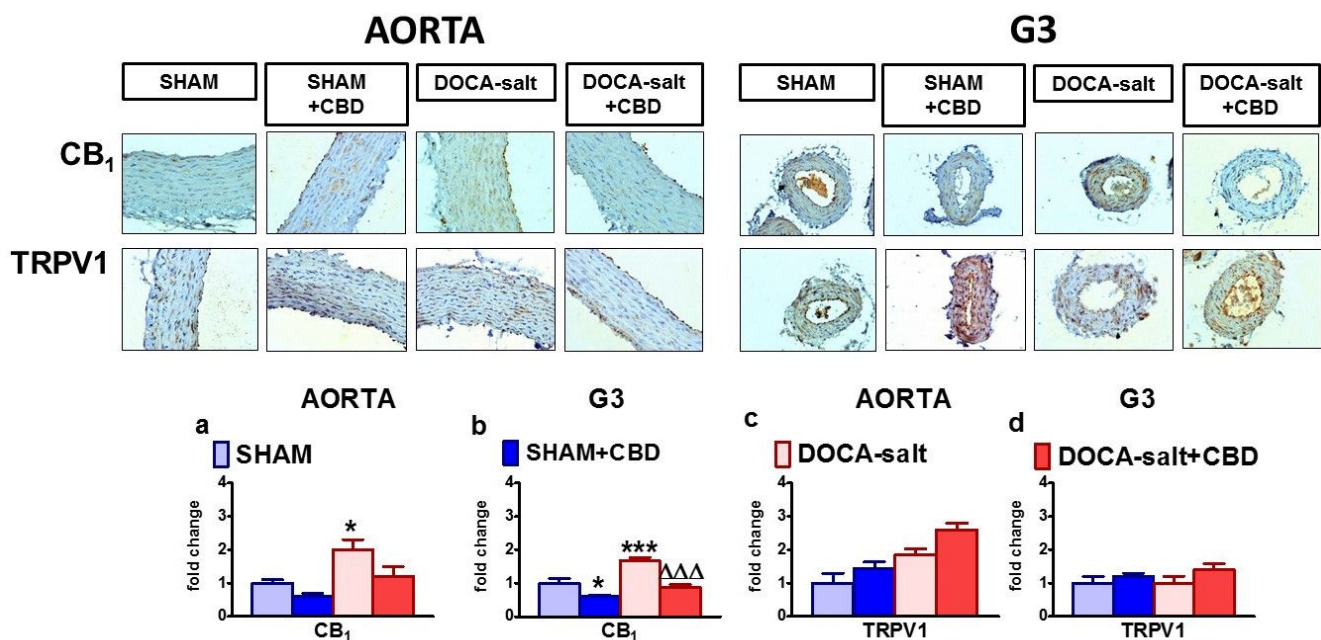 AORTA
G3
SHAM
SHAM
+CBD
DOCA-salt
DOCA-salt
+CBD
SHAM
SHAM
+CBD
DOCA-salt
DOCA-salt
+CBD
CB₁
TRPV1
AORTA
G3
AORTA
G3
a
b
c
d
SHAM
SHAM+CBD
DOCA-salt
DOCA-salt+CBD
fold change
4
3
2
1
0
*
CB₁
fold change
4
3
2
1
0
*
***
ΔΔΔ
CB₁
fold change
4
3
2
1
0
TRPV1
fold change
4
3
2
1
0
TRPV1